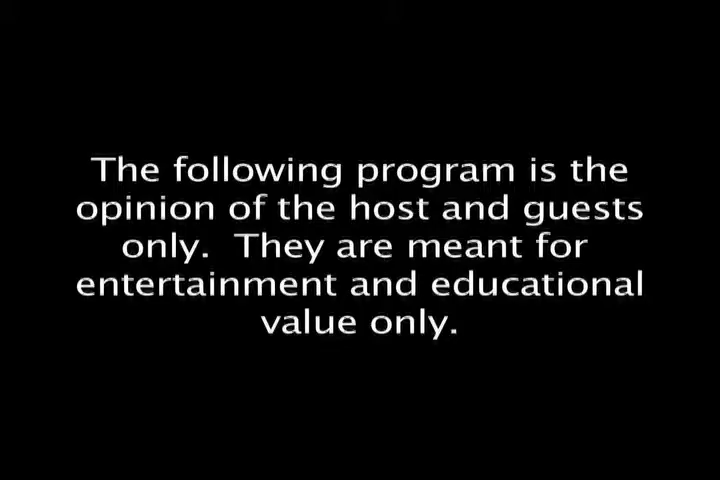 The following program is the
opinion of the host and guests
only.  They are meant for
entertainment and educational
value only.